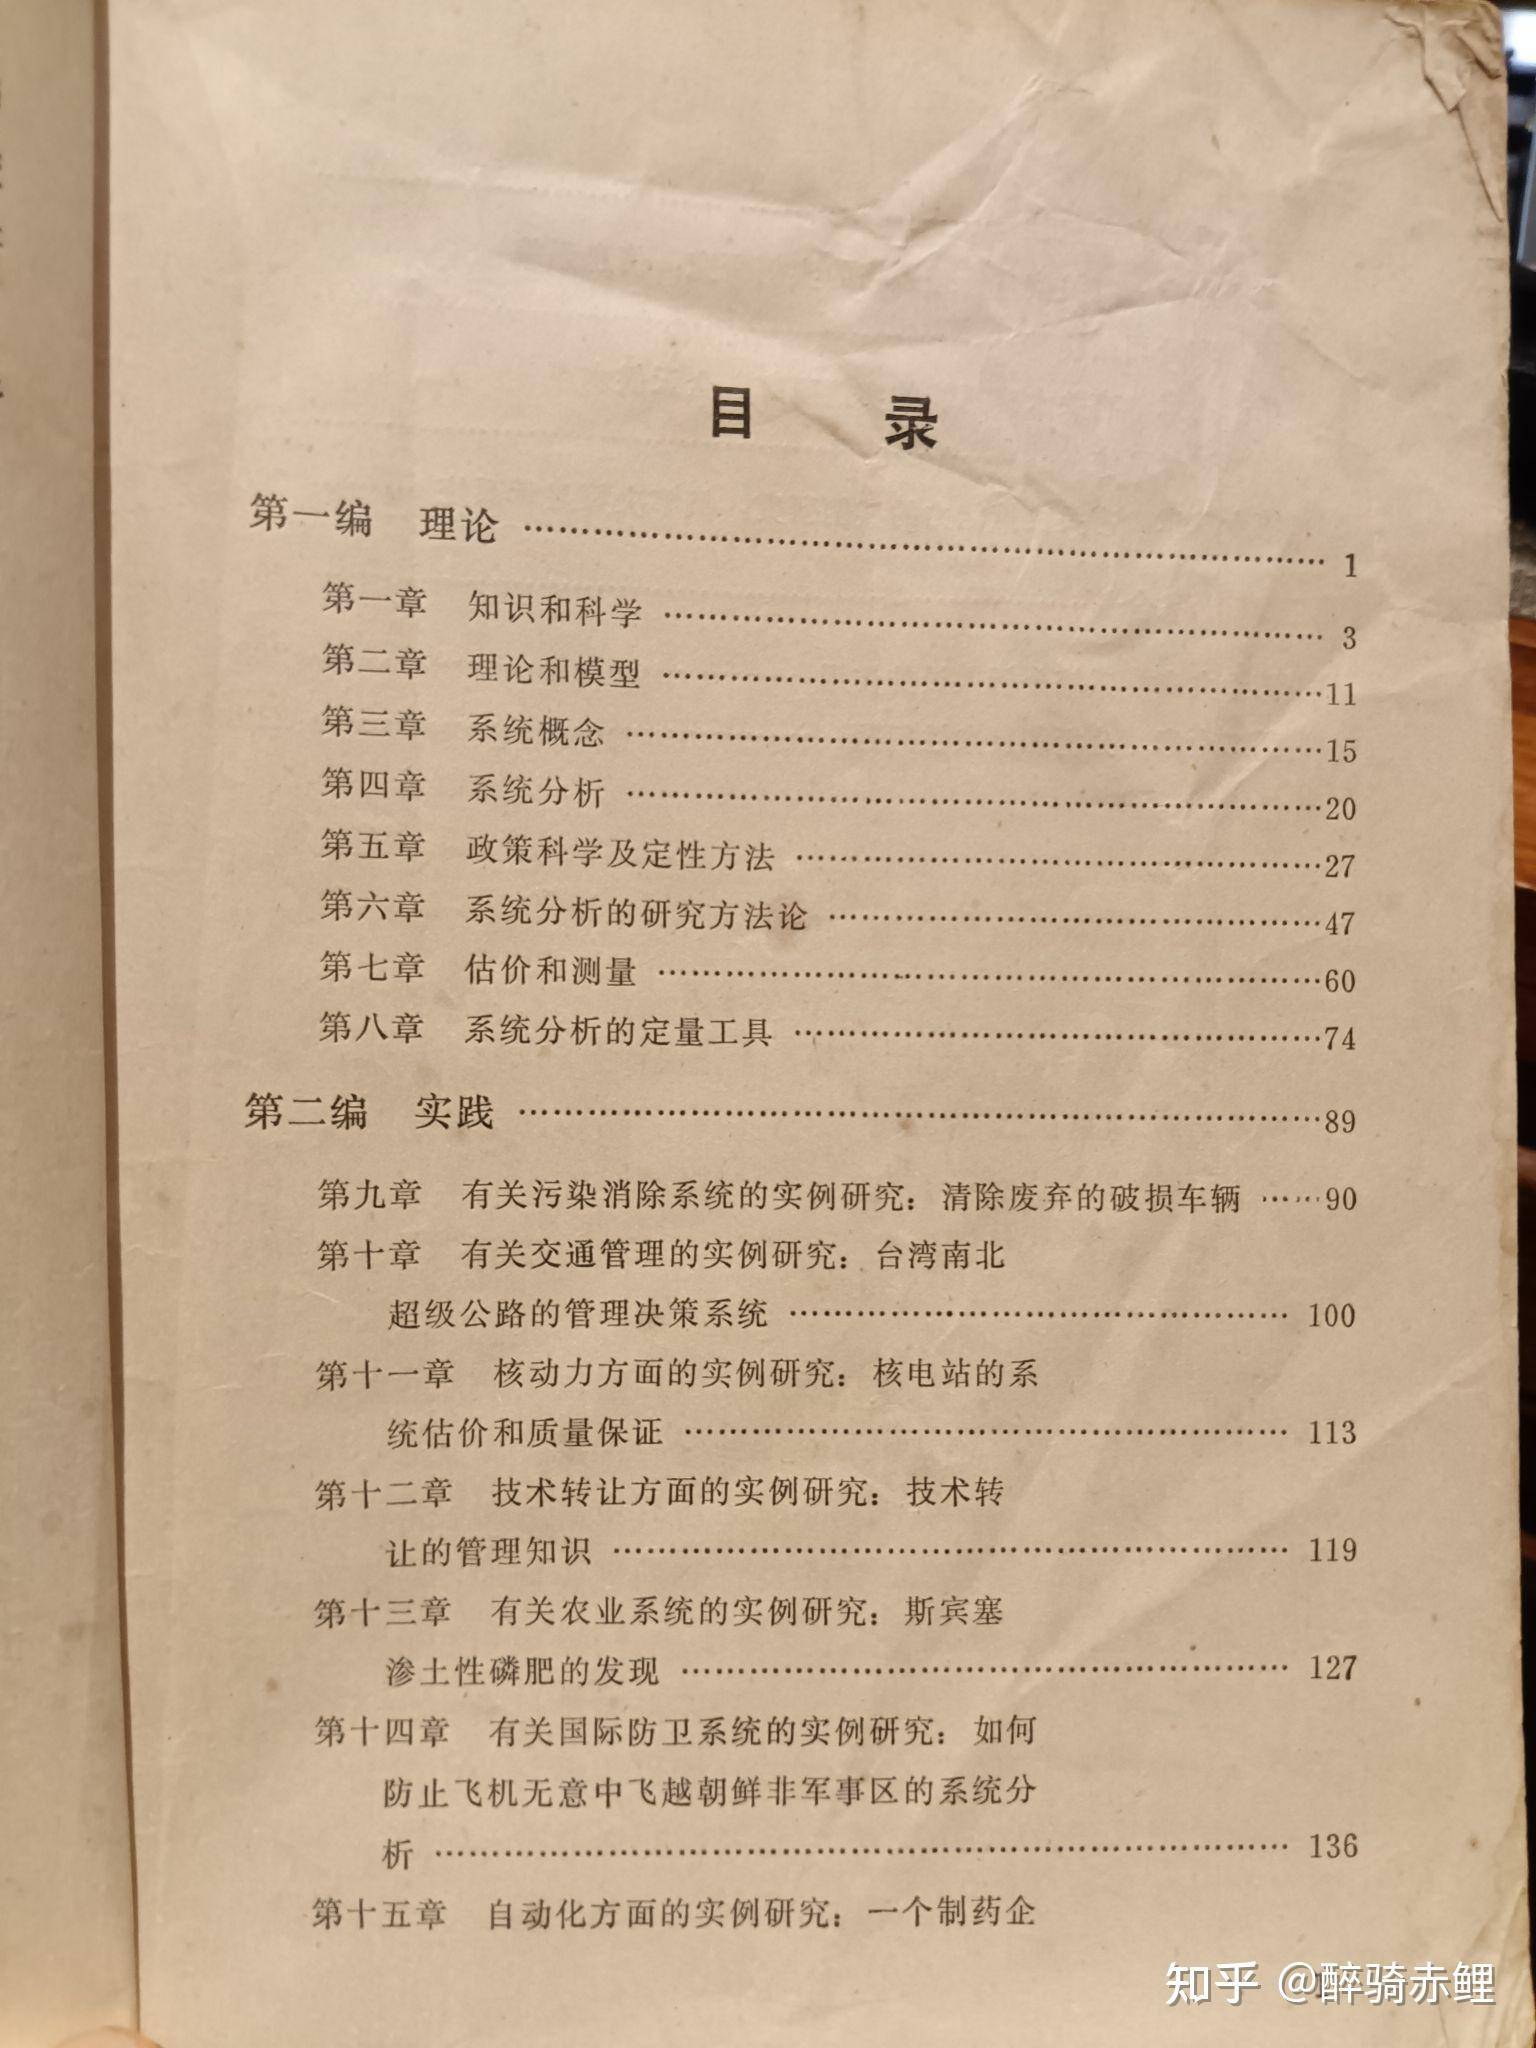 目 录
第一编 理论 …… 1
第一章 知识和科学 …… 3
第二章 理论和模型 …… 11
第三章 系统概念 …… 15
第四章 系统分析 …… 20
第五章 政策科学及定性方法 …… 27
第六章 系统分析的研究方法论 …… 47
第七章 估价和测量 …… 60
第八章 系统分析的定量工具 …… 74
第二编 实践 …… 89
第九章 有关污染消除系统的实例研究：清除废弃的破损车辆 …… 90
第十章 有关交通管理的实例研究：台湾南北
超级公路的管理决策系统 …… 100
第十一章 核动力方面的实例研究：核电站的系
统估价和质量保证 …… 113
第十二章 技术转让方面的实例研究：技术转
让的管理知识 …… 119
第十三章 有关农业系统的实例研究：斯宾塞
渗土性磷肥的发现 …… 127
第十四章 有关国际防卫系统的实例研究：如何
防止飞机无意中飞越朝鲜非军事区的系统分
析 …… 136
第十五章 自动化方面的实例研究：一个制药企
知乎 @醉骑赤鲤